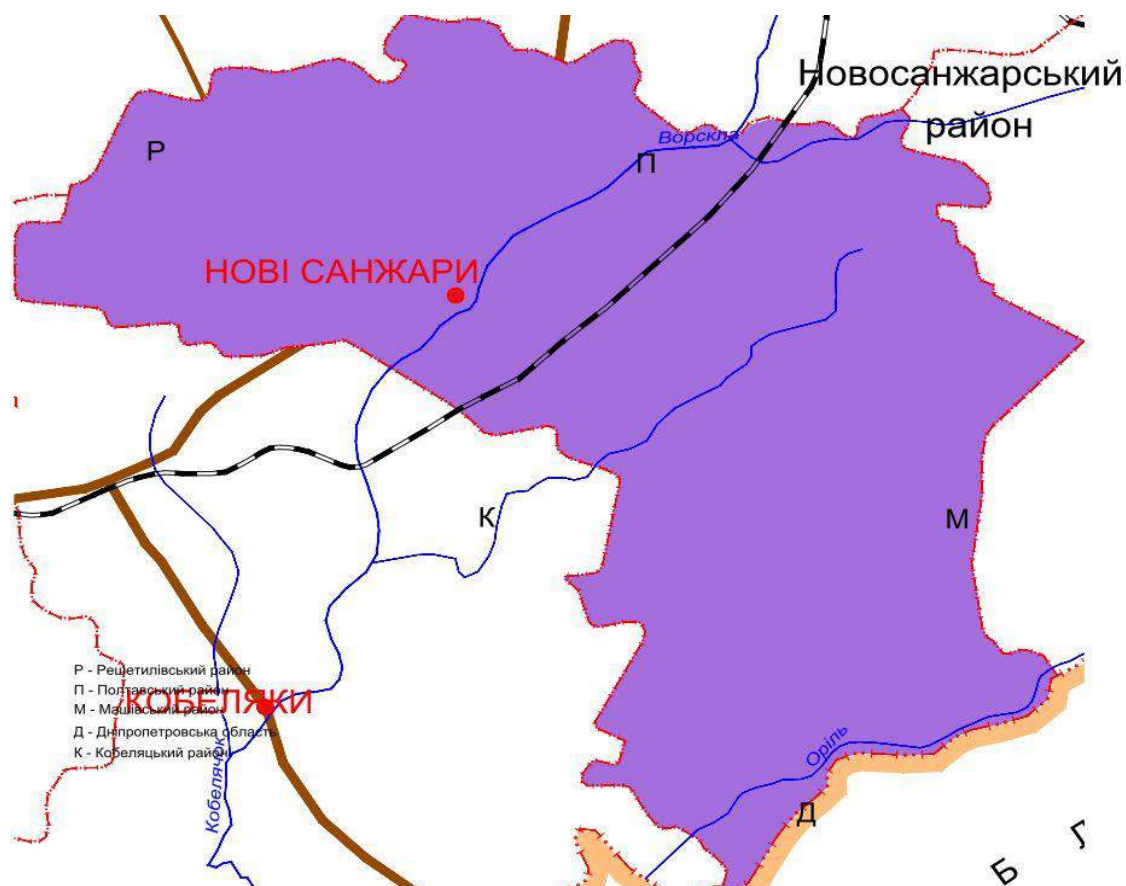 Новосанжарський
район
Ворскла
Р
П
НОВІ САНЖАРИ
К
М
Р - Решетилівський район
П - Полтавський район
М - Машівський район
Д - Дніпропетровська область
К - Кобеляцький район
КОБЕЛЯКИ
Кобелячок
Оріль
Д
Б